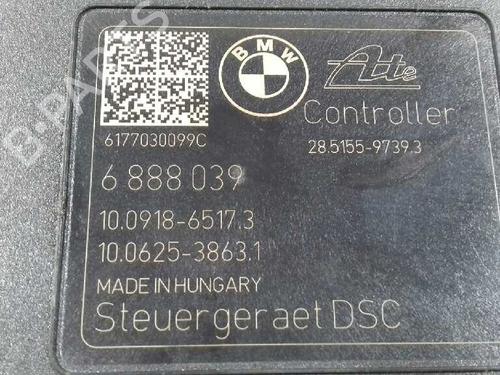 BMW
Ate
Controller
6177030099C
28.5155-9739.3
6 888 039
10.0918-6517.3
10.0625-3863.1
MADE IN HUNGARY
Steuergeraet DSC
B-PARTS